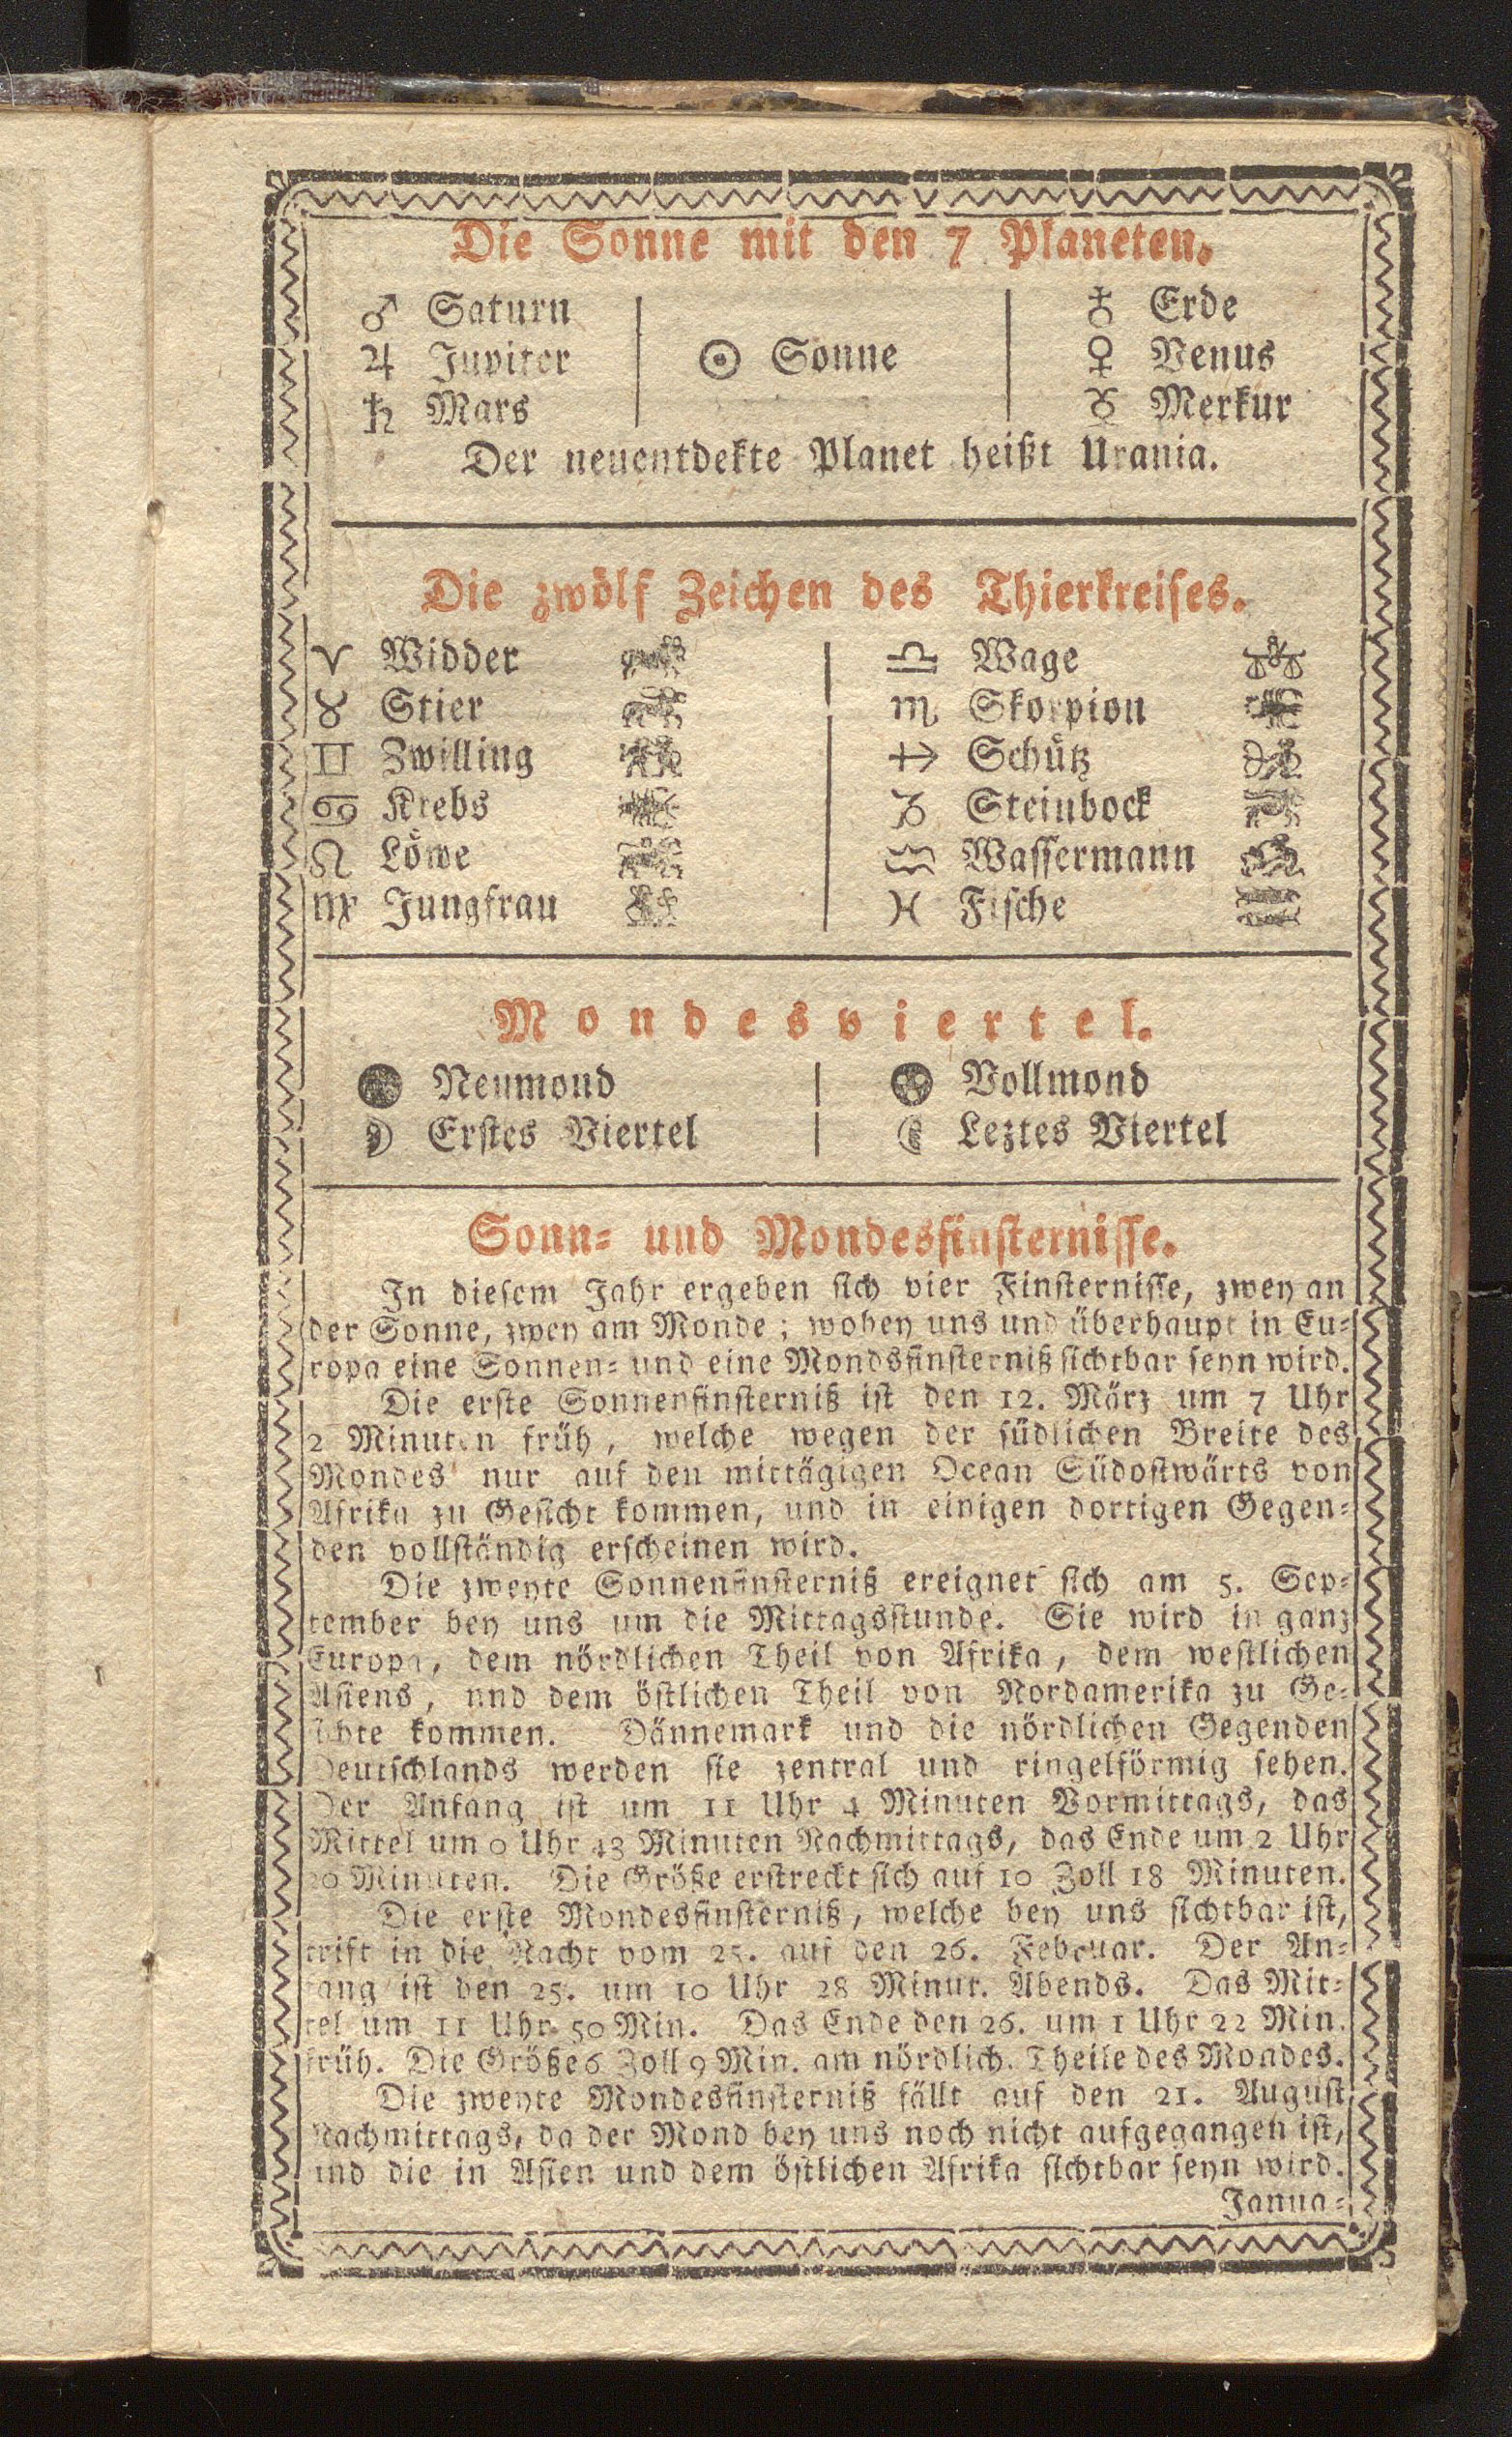 Die Sonne mit den 7 Planeten.
♂ Saturn
♃ Jupiter
♄ Mars
☉ Sonne
♁ Erde
♀ Venus
☿ Merkur
Der neuentdekte Planet heißt Urania.
Die zwölf Zeichen des Thierkreises.
♈ Widder
♉ Stier
♊ Zwilling
♋ Krebs
♌ Löwe
♍ Jungfrau
♎ Wage
♏ Skorpion
♐ Schütz
♑ Steinbock
♒ Wassermann
♓ Fische
Mondesviertel.
Neumond
Erstes Viertel
Vollmond
Leztes Viertel
Sonn- und Mondesfinsternisse.
In diesem Jahr ergeben sich vier Finsternisse, zwey an
der Sonne, zwey am Monde; wobey uns und überhaupt in Eu-
ropa eine Sonnen- und eine Mondsfinsterniß sichtbar seyn wird.
Die erste Sonnenfinsterniß ist den 12. März um 7 Uhr
2 Minuten früh, welche wegen der südlichen Breite des
Mondes nur auf den mittägigen Ocean Südostwärts von
Afrika zu Gesicht kommen, und in einigen dortigen Gegen-
den vollständig erscheinen wird.
Die zweyte Sonnenfinsterniß ereignet sich am 5. Sep-
tember bey uns um die Mittagsstunde. Sie wird in ganz
Europa, dem nördlichen Theil von Afrika, dem westlichen
Asiens, und dem östlichen Theil von Nordamerika zu Ge-
sichte kommen. Dännemark und die nördlichen Gegenden
Deutschlands werden sie zentral und ringelförmig sehen.
Der Anfang ist um 11 Uhr 4 Minuten Vormittags, das
Mittel um 0 Uhr 43 Minuten Nachmittags, das Ende um 2 Uhr
20 Minuten. Die Größe erstreckt sich auf 10 Zoll 18 Minuten.
Die erste Mondesfinsterniß, welche bey uns sichtbar ist,
trift in die Nacht vom 25. auf den 26. Februar. Der An-
fang ist den 25. um 10 Uhr 28 Minut. Abends. Das Mit-
tel um 11 Uhr 50 Min. Das Ende den 26. um 1 Uhr 22 Min.
früh. Die Größe 6 Zoll 9 Min. am nördlich. Theile des Mondes.
Die zweyte Mondesfinsterniß fällt auf den 21. August
Nachmittags, da der Mond bey uns noch nicht aufgegangen ist,
und die in Asien und dem östlichen Afrika sichtbar seyn wird.
Janua-